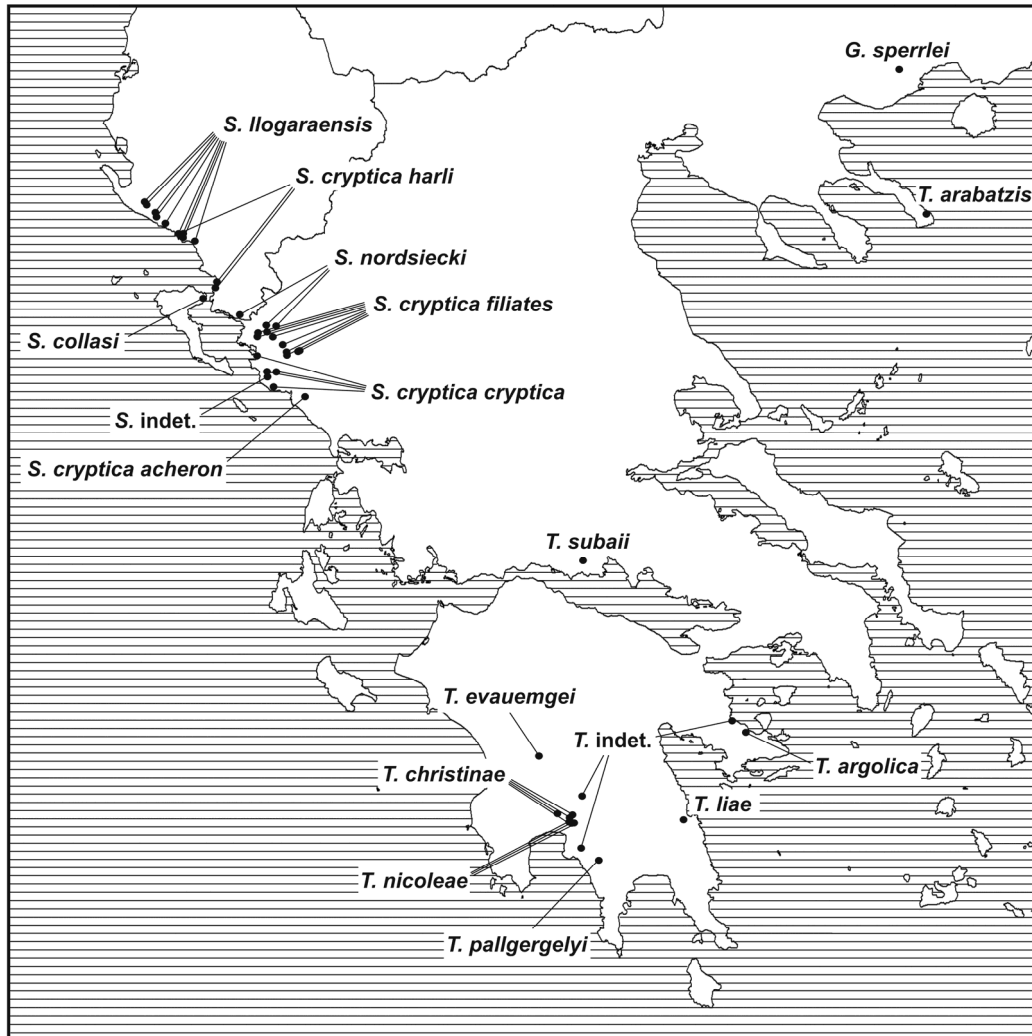 G. sperrlei
S. llogaraensis
S. cryptica harli
T. arabatzis
S. nordsiecki
S. cryptica filiates
S. collasi
S. cryptica cryptica
S. indet.
S. cryptica acheron
T. subaii
T. evauemgei
T. indet.
T. argolica
T. christinae
T. liae
T. nicoleae
T. pallgergelyi